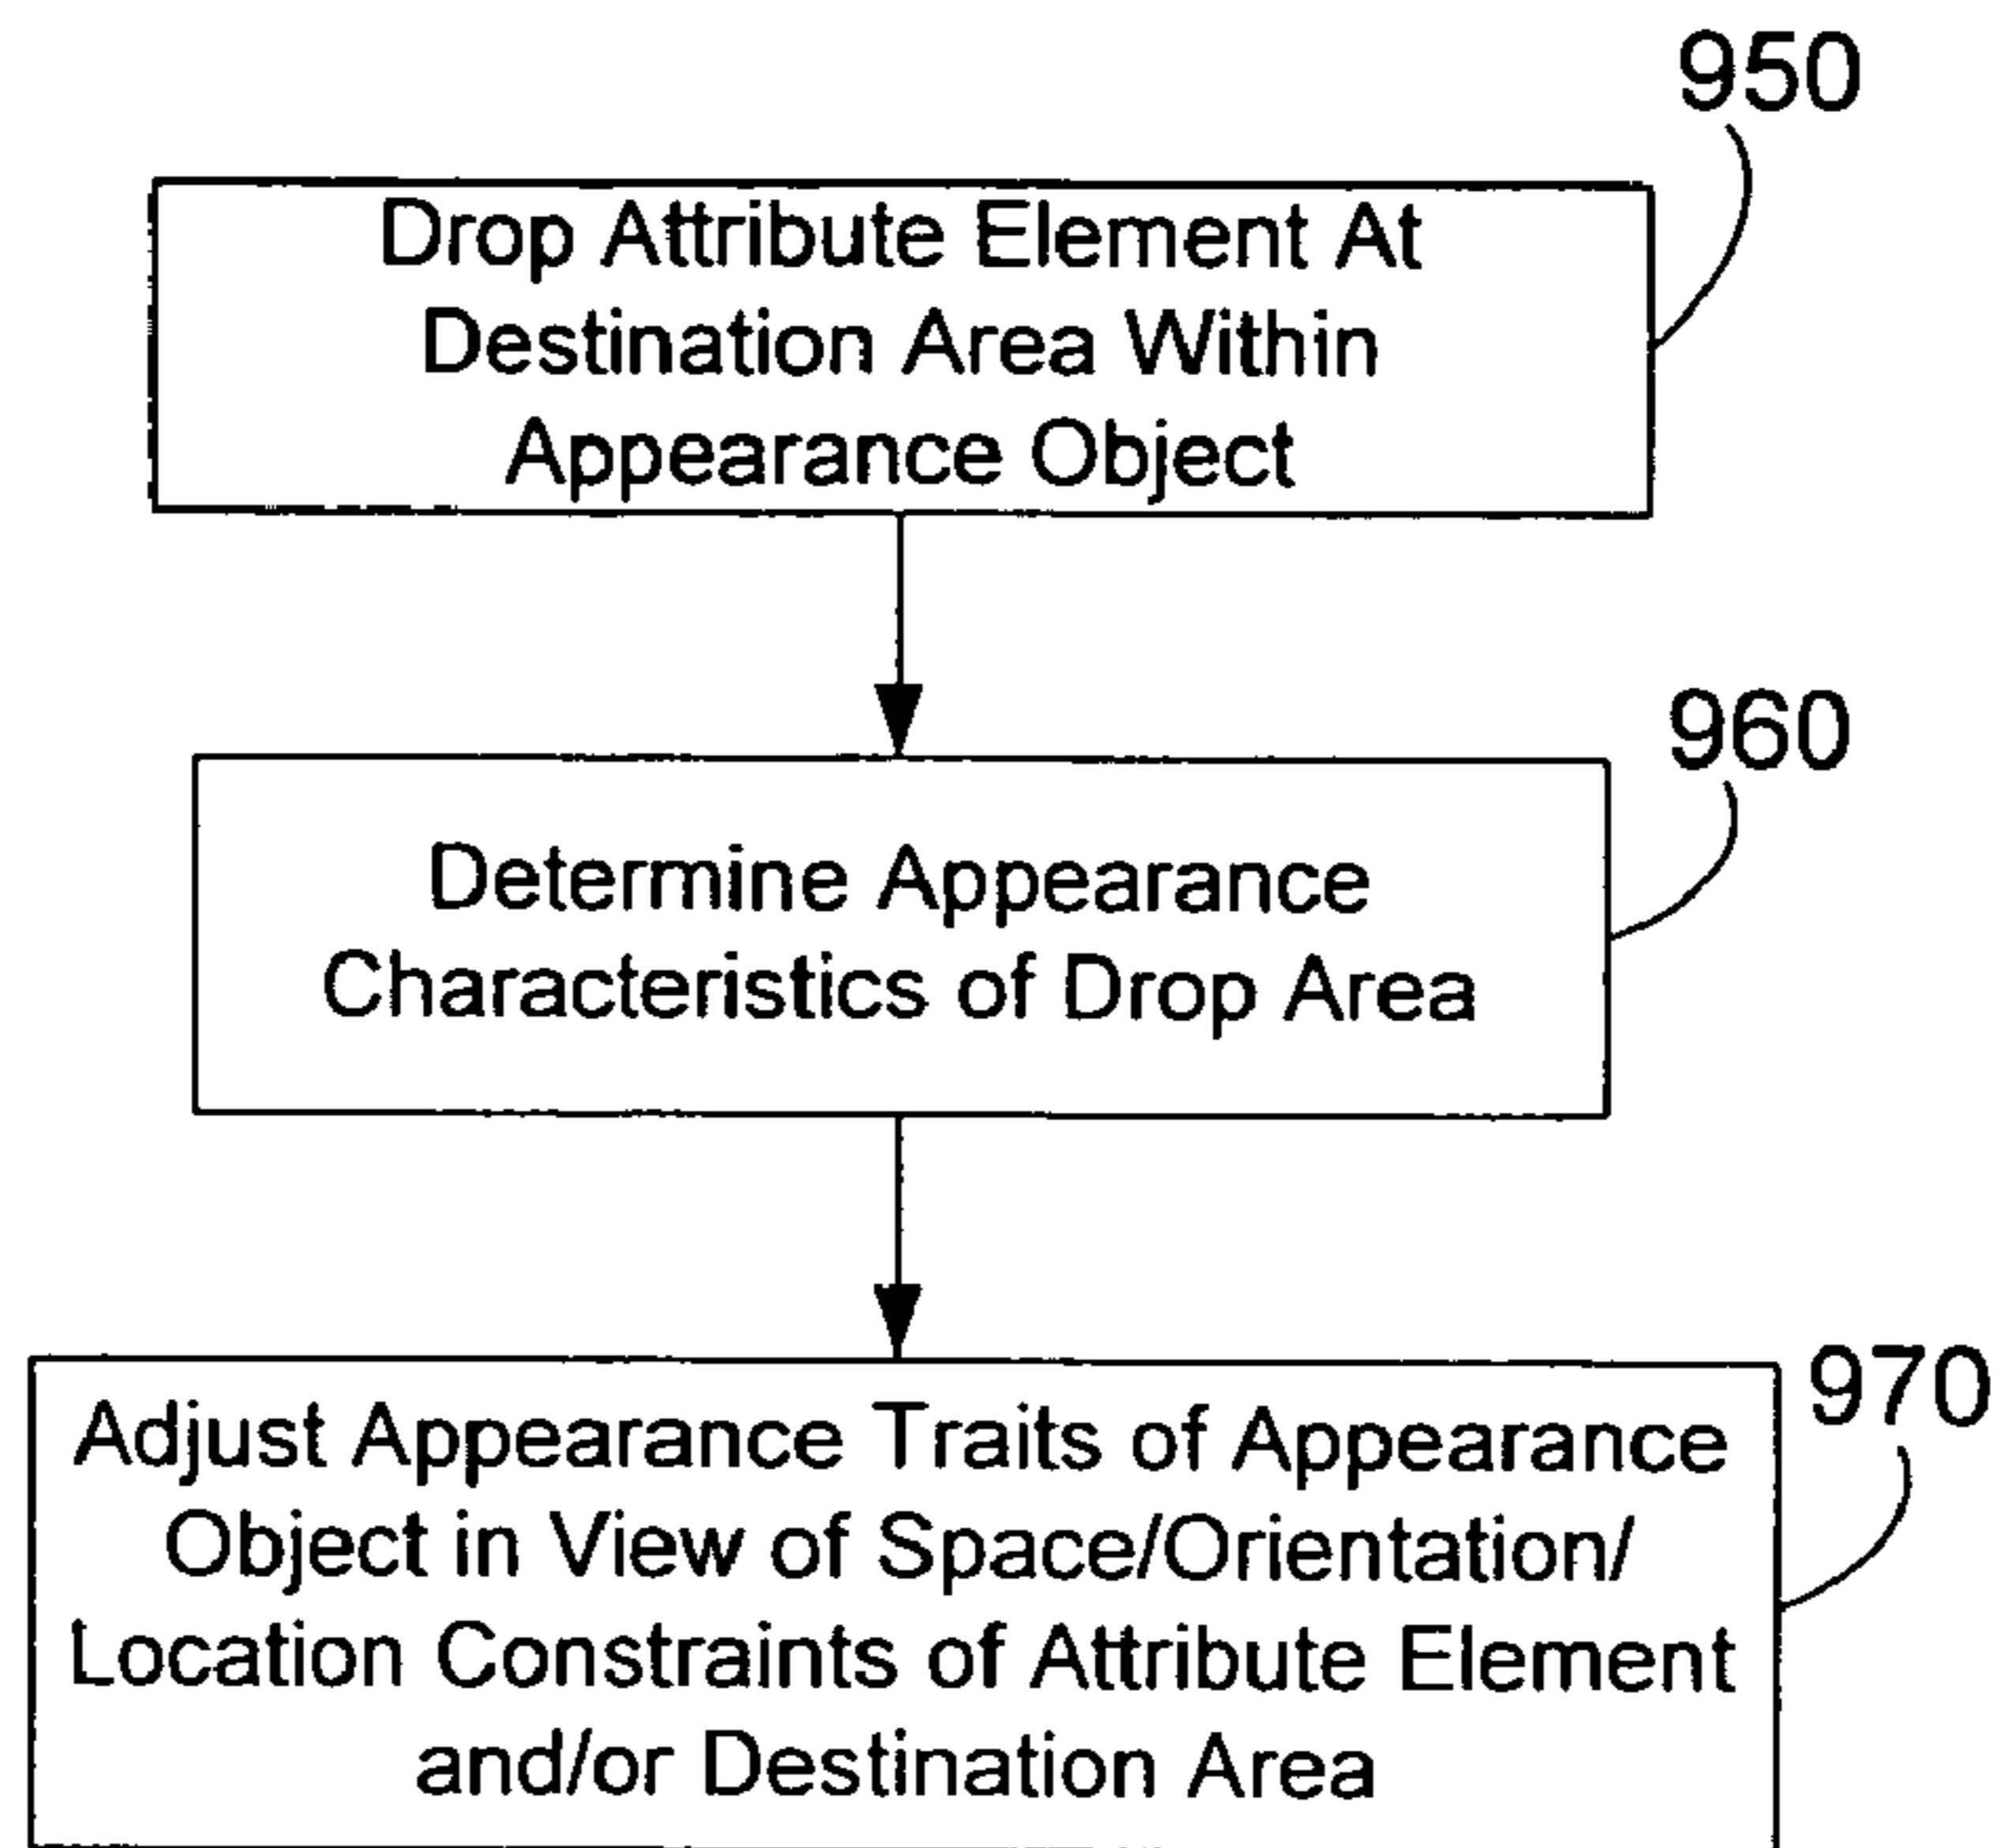 950
Drop Attribute Element At
Destination Area Within
Appearance Object
960
Determine Appearance
Characteristics of Drop Area
970
Adjust Appearance Traits of Appearance
Object in View of Space/Orientation/
Location Constraints of Attribute Element
and/or Destination Area